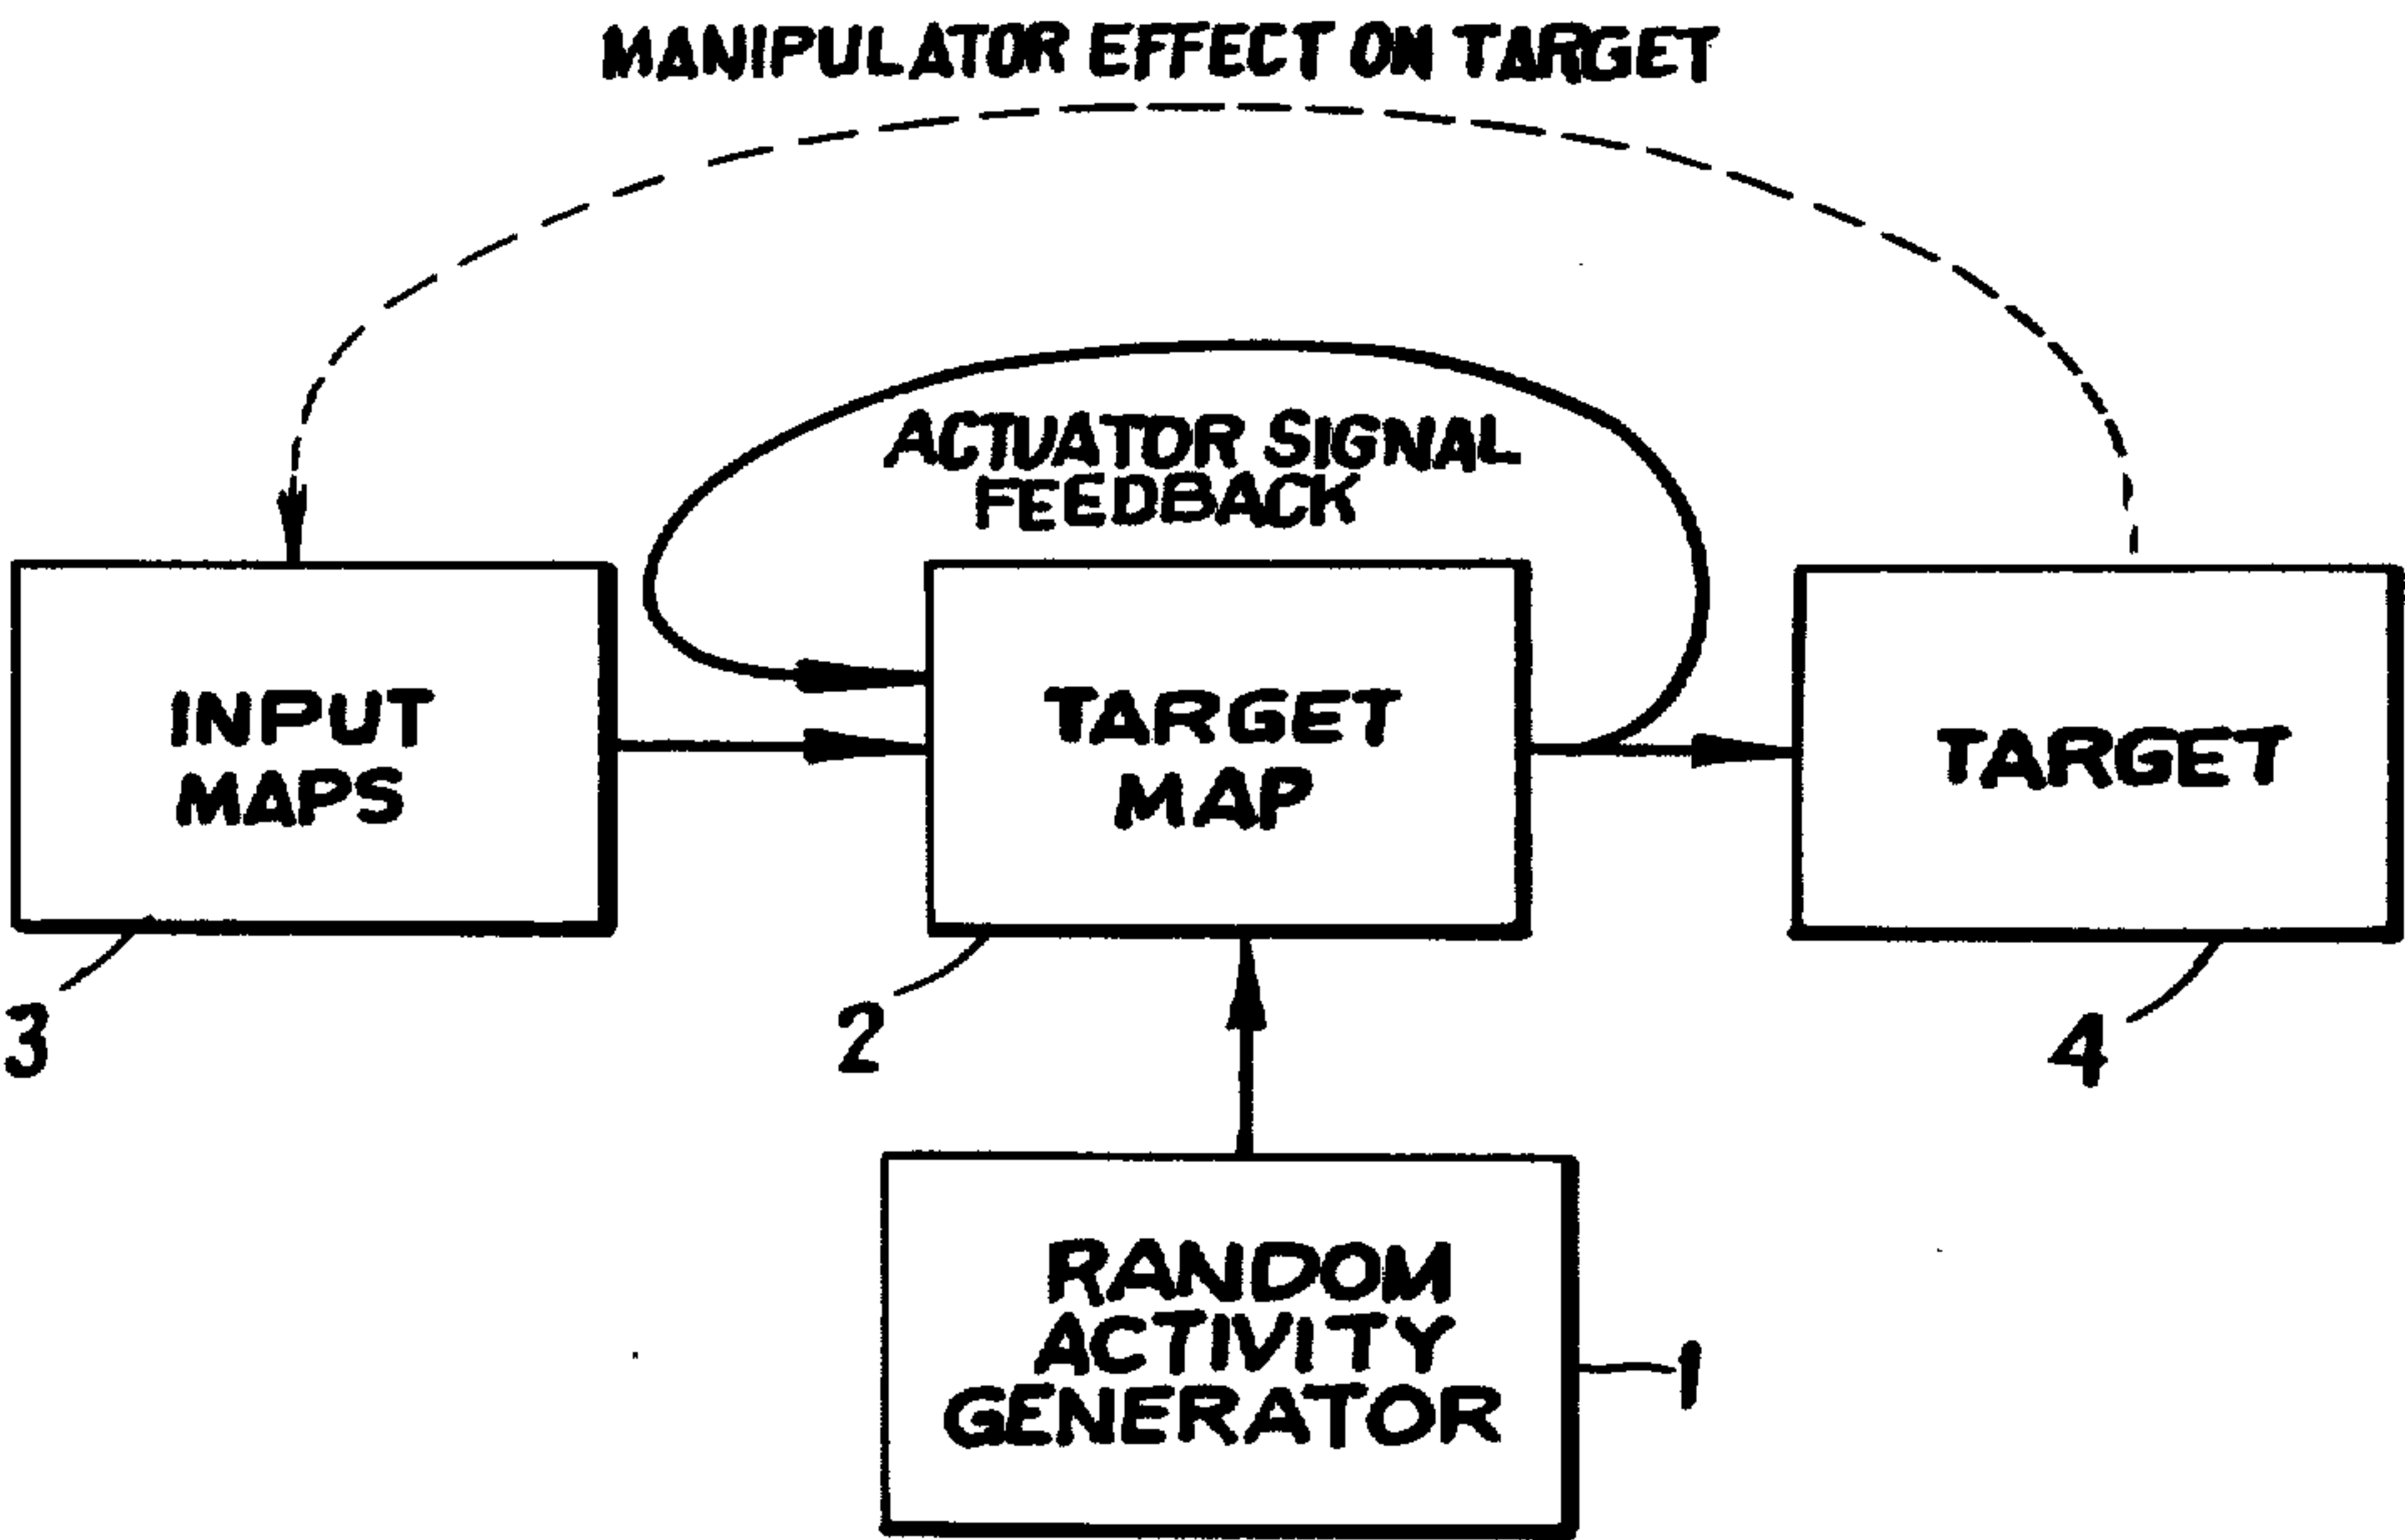 MANIPULATOR EFFECT ON TARGET
ACTUATOR SIGNAL
FEEDBACK
INPUT
MAPS
TARGET
MAP
TARGET
3
2
4
RANDOM
ACTIVITY
GENERATOR
1